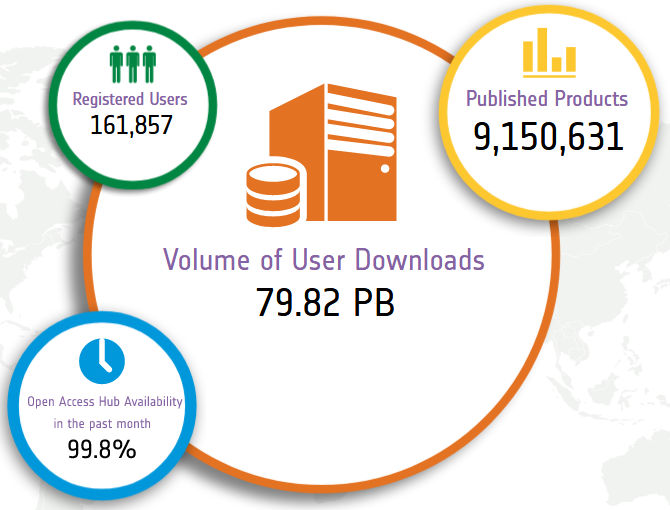 Registered Users
161,857
Published Products
9,150,631
Volume of User Downloads
79.82 PB
Open Access Hub Availability
in the past month
99.8%